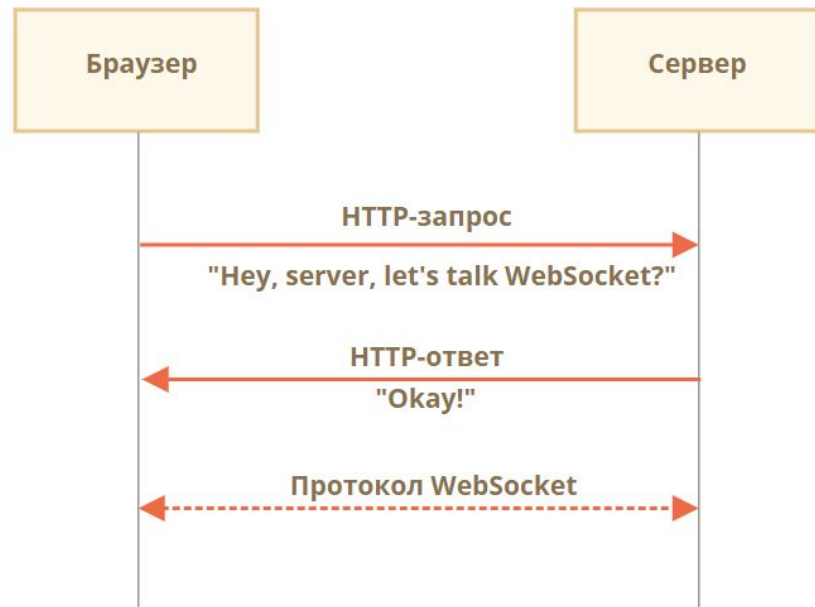 Браузер
Сервер
HTTP-запрос
"Hey, server, let's talk WebSocket?"
HTTP-ответ
"Okay!"
Протокол WebSocket